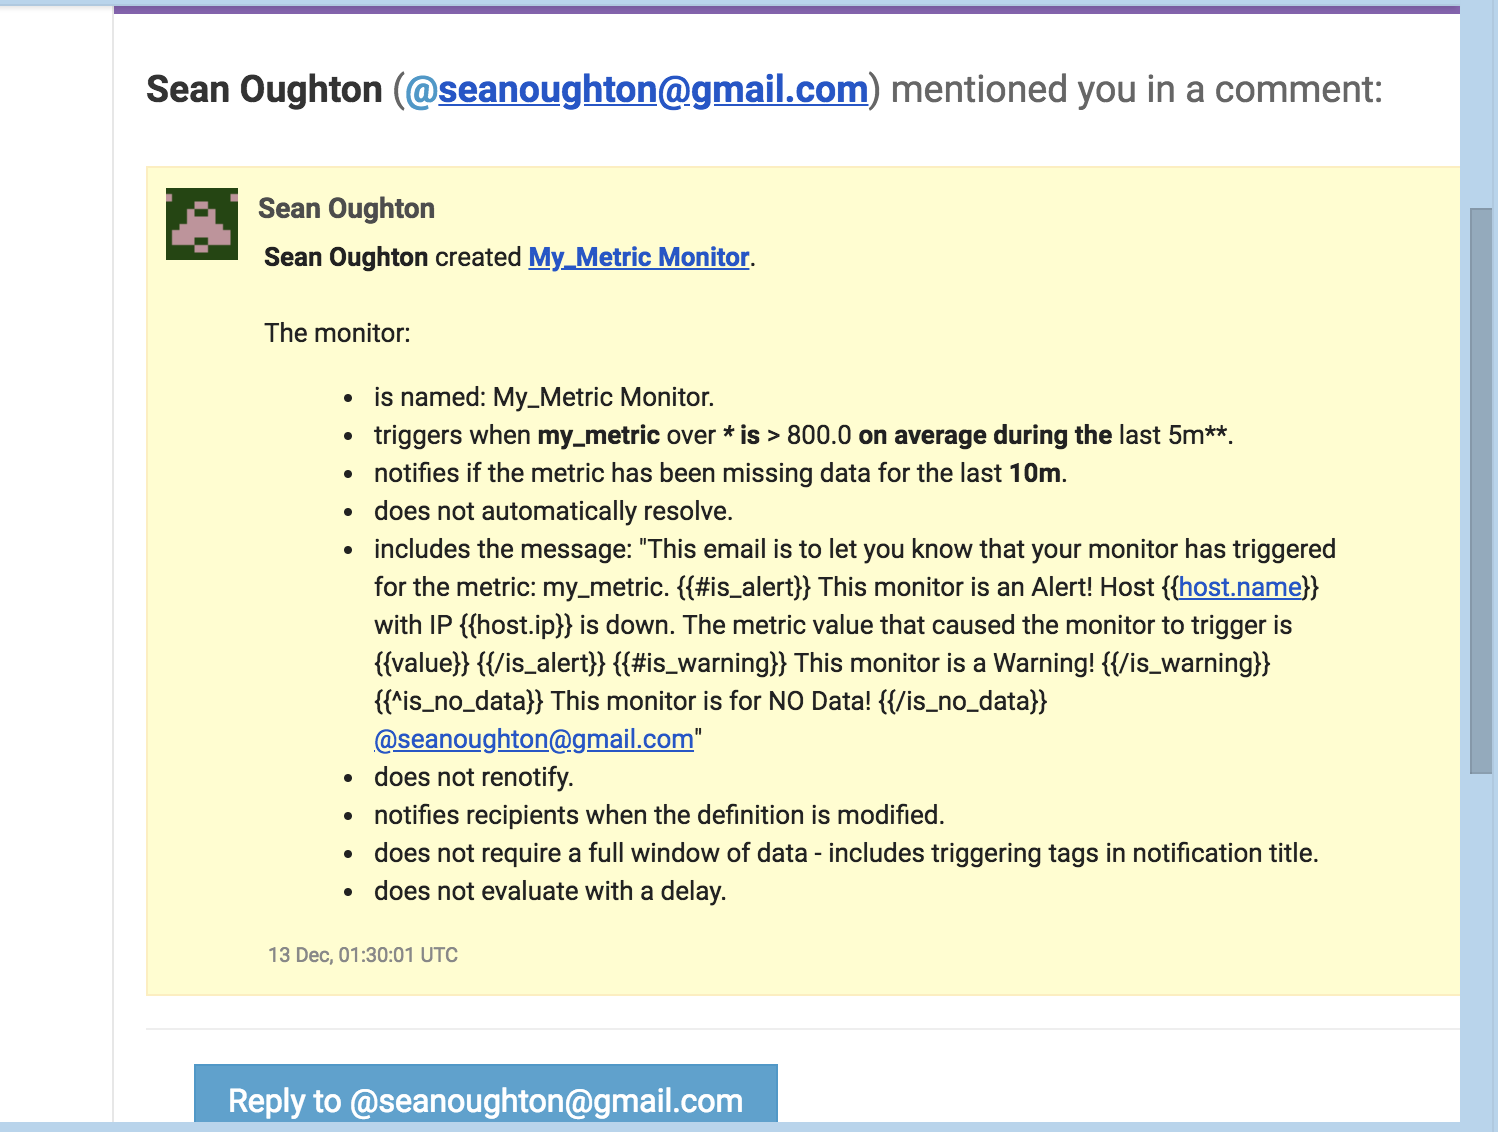 Sean Oughton (@seanoughton@gmail.com) mentioned you in a comment:
Sean Oughton
Sean Oughton created My_Metric Monitor.
The monitor:
• is named: My_Metric Monitor.
• triggers when my_metric over * is > 800.0 on average during the last 5m**.
• notifies if the metric has been missing data for the last 10m.
• does not automatically resolve.
• includes the message: "This email is to let you know that your monitor has triggered
for the metric: my_metric. {{#is_alert}} This monitor is an Alert! Host {{host.name}}
with IP {{host.ip}} is down. The metric value that caused the monitor to trigger is
{{value}} {{/is_alert}} {{#is_warning}} This monitor is a Warning! {{/is_warning}}
{{^is_no_data}} This monitor is for NO Data! {{/is_no_data}}
@seanoughton@gmail.com"
• does not renotify.
• notifies recipients when the definition is modified.
• does not require a full window of data - includes triggering tags in notification title.
• does not evaluate with a delay.
13 Dec, 01:30:01 UTC
Reply to @seanoughton@gmail.com